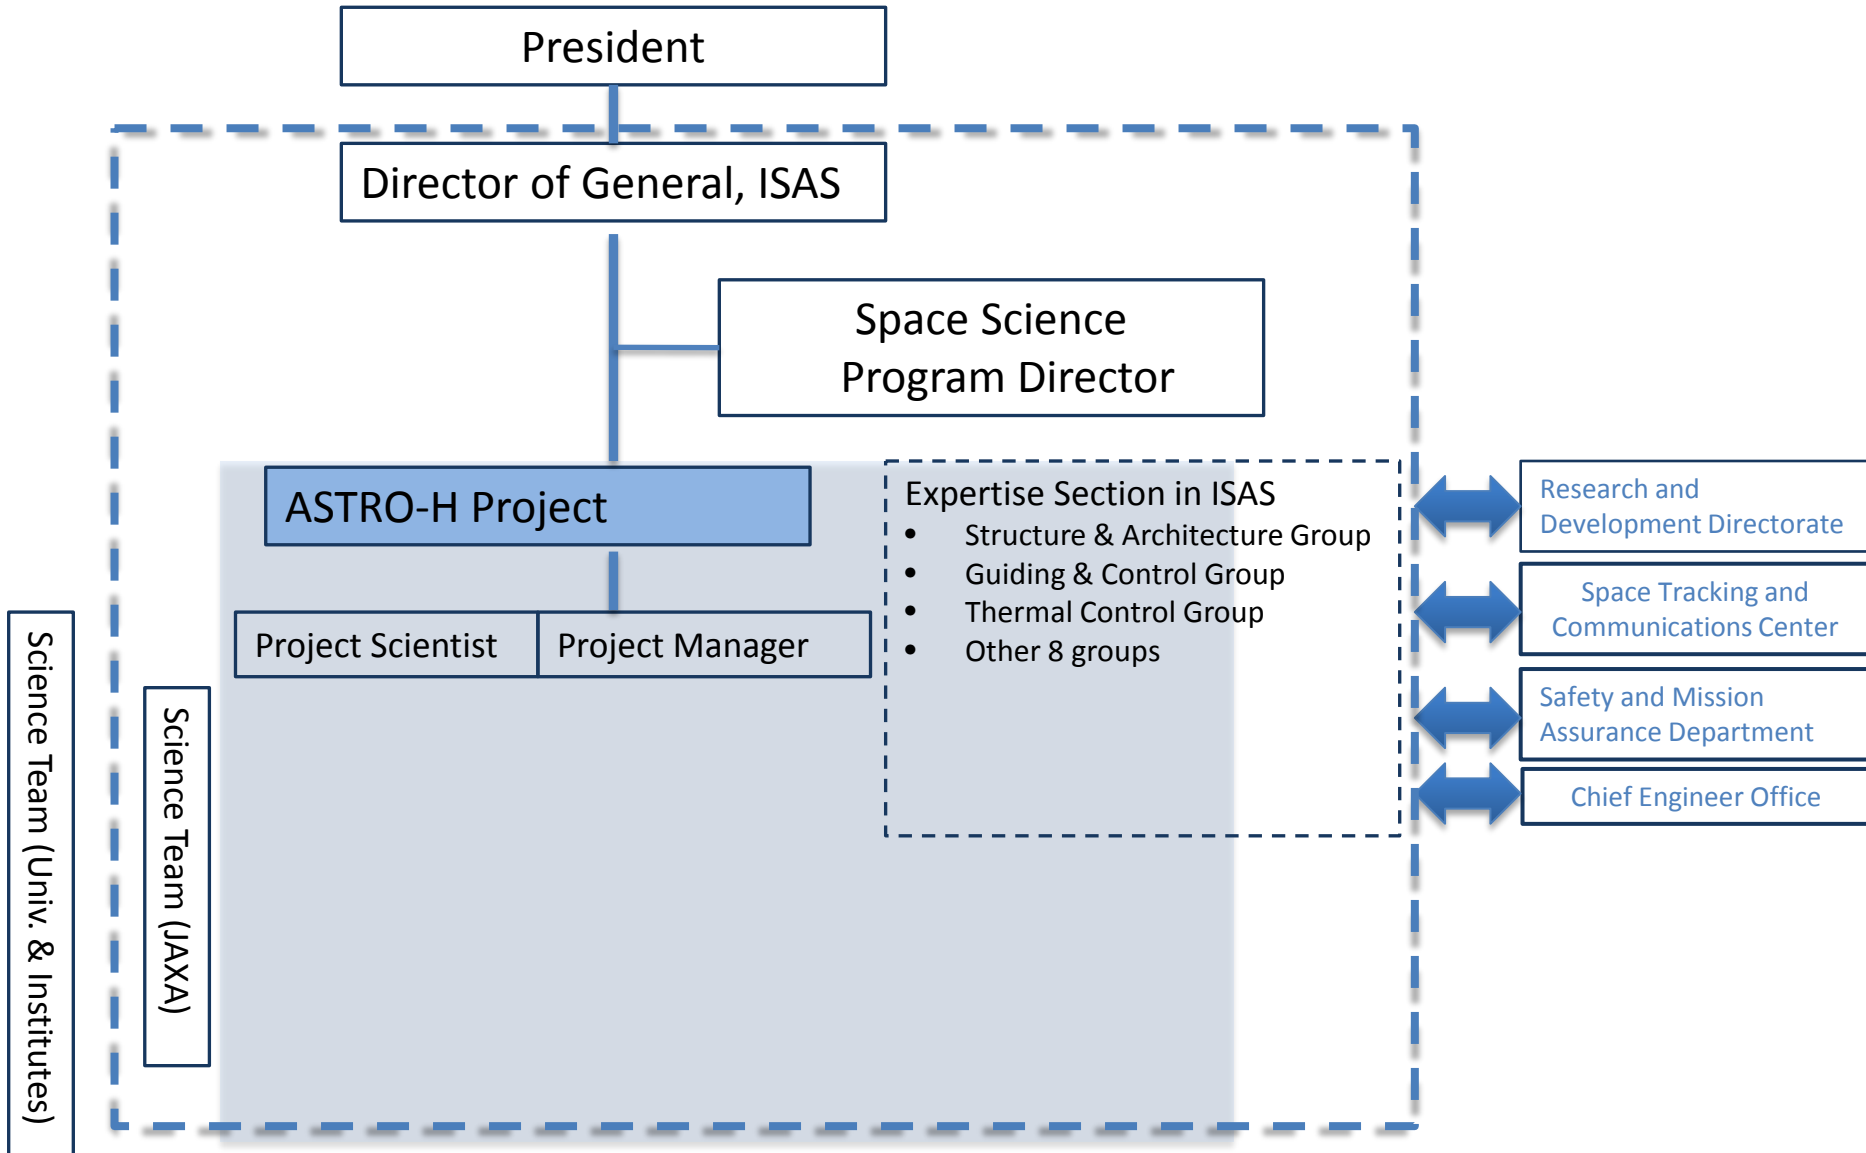 President
Director of General, ISAS
Space Science
Program Director
ASTRO-H Project
Project Scientist
Project Manager
Expertise Section in ISAS
• Structure & Architecture Group
• Guiding & Control Group
• Thermal Control Group
• Other 8 groups
Research and
Development Directorate
Space Tracking and
Communications Center
Safety and Mission
Assurance Department
Chief Engineer Office
Science Team (Univ. & Institutes)
Science Team (JAXA)